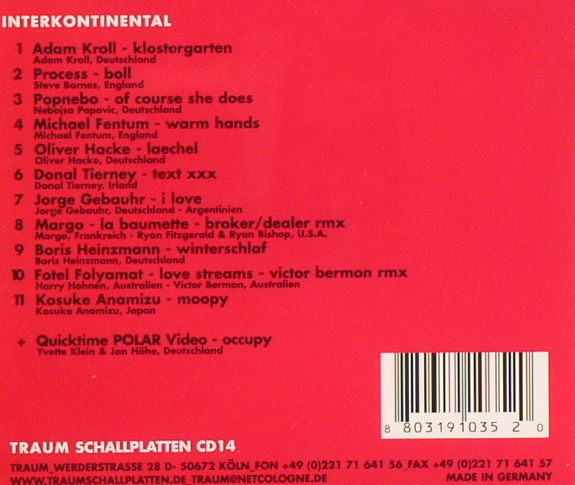 INTERKONTINENTAL
1 Adam Kroll - klostergarten
Adam Kroll, Deutschland
2 Process - boll
Steve Barnes, England
3 Popnebo - of course she does
Nebojsa Popovic, Deutschland
4 Michael Fentum - warm hands
Michael Fentum, England
5 Oliver Hacke - laechel
Oliver Hacke, Deutschland
6 Donal Tierney - text xxx
Donal Tierney, Irland
7 Jorge Gebauhr - i love
Jorge Gebauhr, Deutschland - Argentinien
8 Margo - la baumette - broker/dealer rmx
Margo, Frankreich - Ryan Fitzgerald & Ryon Bishop, U.S.A.
9 Boris Heinzmann - winterschlaf
Boris Heinzmann, Deutschland
10 Fotel Folyamat - love streams - victor bermon rmx
Harry Hohnen, Australien - Victor Bermon, Australien
11 Kosuke Anamizu - moopy
Kosuke Anamizu, Japan
+ Quicktime POLAR Video - occupy
Yvette Klein & Jan Höhe, Deutschland
8 803191035 2 0
TRAUM SCHALLPLATTEN CD14
TRAUM_WERDERSTRASSE 28 D- 50672 KÖLN_FON +49 (0)221 71 641 56_FAX +49 (0)221 71 641 57
WWW.TRAUMSCHALLPLATTEN.DE_TRAUM@NETCOLOGNE.DE MADE IN GERMANY